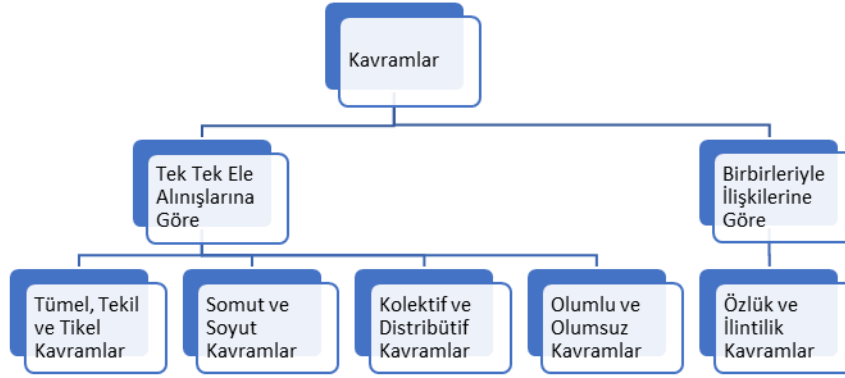 Kavramlar
Tek Tek Ele
Alınışlarına
Göre
Birbirleriyle
İlişkilerine
Göre
Tümel, Tekil
ve Tikel
Kavramlar
Somut ve
Soyut
Kavramlar
Kolektif ve
Distribütif
Kavramlar
Olumlu ve
Olumsuz
Kavramlar
Özlük ve
İlintilik
Kavramlar